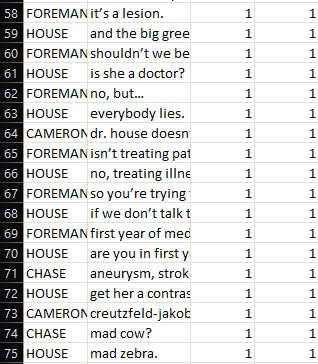 58 FOREMAN it’s a lesion. 1 1
59 HOUSE and the big gree 1 1
60 FOREMAN shouldn’t we be 1 1
61 HOUSE is she a doctor? 1 1
62 FOREMAN no, but… 1 1
63 HOUSE everybody lies. 1 1
64 CAMERON dr. house doesn’ 1 1
65 FOREMAN isn’t treating pat 1 1
66 HOUSE no, treating illne 1 1
67 FOREMAN so you’re trying 1 1
68 HOUSE if we don’t talk t 1 1
69 FOREMAN first year of med 1 1
70 HOUSE are you in first y 1 1
71 CHASE aneurysm, strok 1 1
72 HOUSE get her a contras 1 1
73 CAMERON creutzfeld-jakob 1 1
74 CHASE mad cow? 1 1
75 HOUSE mad zebra. 1 1